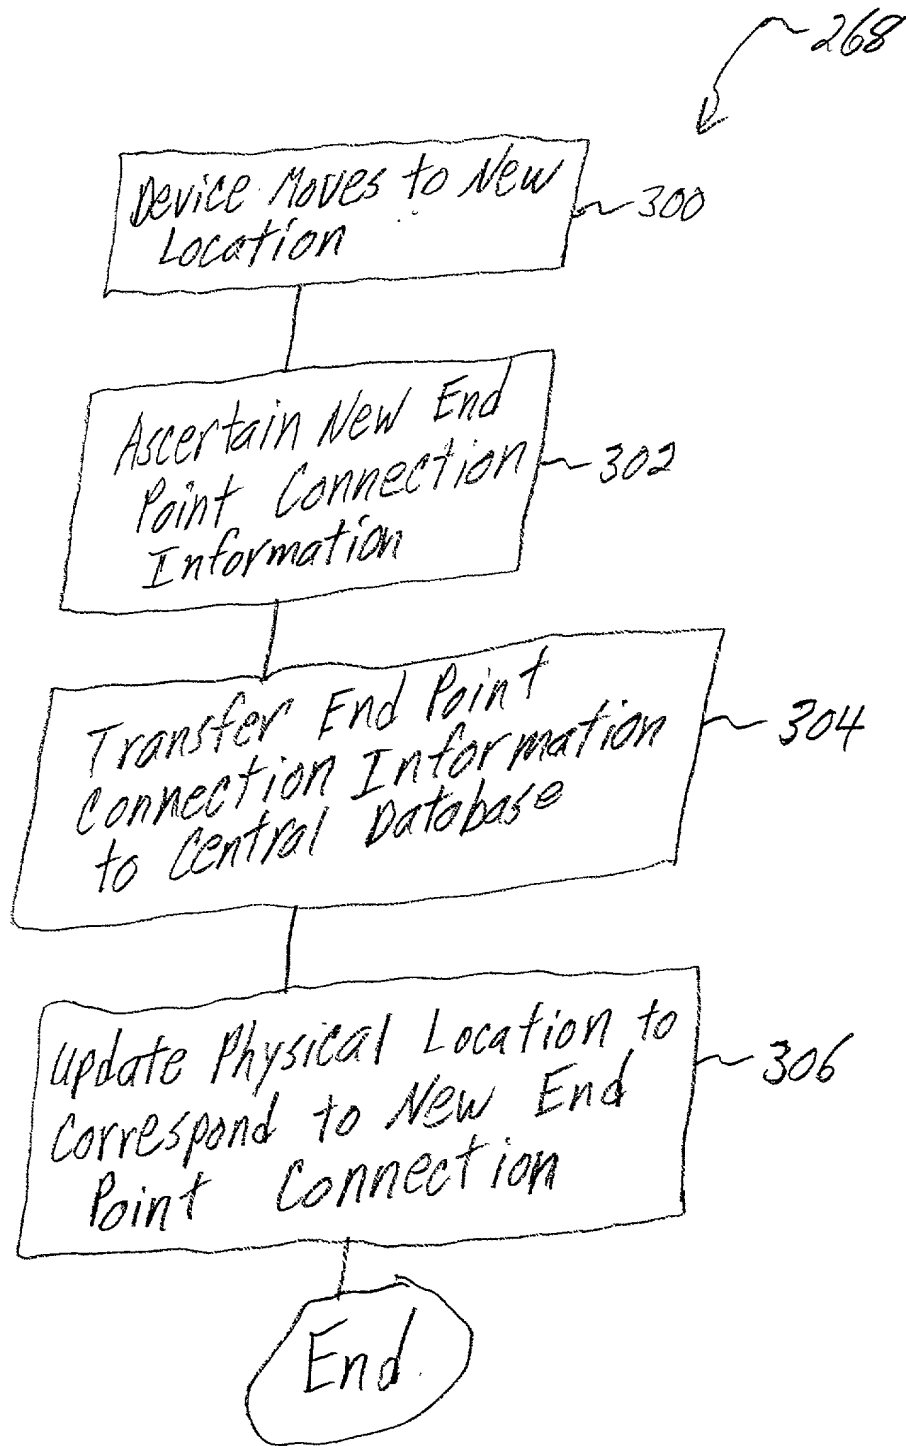 268
Device Moves to New
Location
300
Ascertain New End
Point Connection
Information
302
Transfer End Point
Connection Information
to Central Database
304
Update Physical Location to
Correspond to New End
Point Connection
306
End